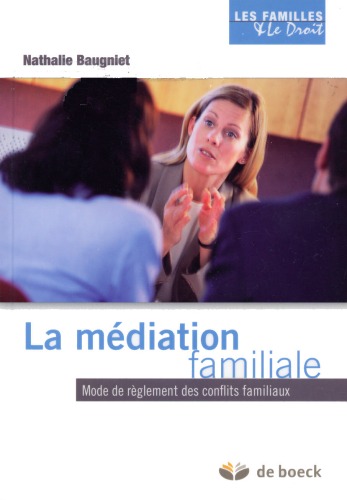 LES FAMILLES
& Le Droit
Nathalie Baugniet
La médiation
familiale
Mode de règlement des conflits familiaux
de boeck